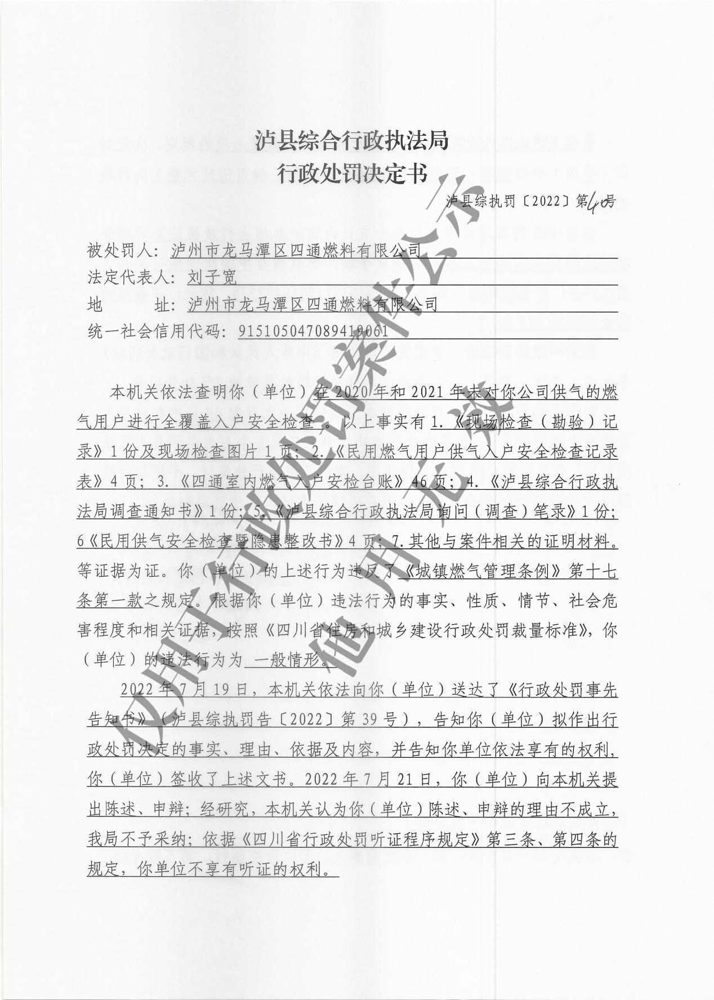 泸县综合行政执法局
行政处罚决定书
泸县综执罚〔2022〕第40号
被处罚人：泸州市龙马潭区四通燃料有限公司
法定代表人：刘子宽
地 址：泸州市龙马潭区四通燃料有限公司
统一社会信用代码：915105047089419061
本机关依法查明你（单位）在2020年和2021年未对你公司供气的燃
气用户进行全覆盖入户安全检查 。以上事实有1.《现场检查（勘验）记
录》1份及现场检查图片1页；2.《民用燃气用户供气入户安全检查记录
表》4页；3.《四通室内燃气入户安检台账》46页；4.《泸县综合行政执
法局调查通知书》1份；5.《泸县综合行政执法局询问（调查）笔录》1份；
6《民用供气安全检查暨隐患整改书》4页；7.其他与案件相关的证明材料。
等证据为证。你（单位）的上述行为违反了《城镇燃气管理条例》第十七
条第一款之规定。根据你（单位）违法行为的事实、性质、情节、社会危
害程度和相关证据，按照《四川省住房和城乡建设行政处罚裁量标准》，你
（单位）的违法行为为 一般情形。
2022年7月19日，本机关依法向你（单位）送达了《行政处罚事先
告知书》（泸县综执罚告〔2022〕第39号），告知你（单位）拟作出行
政处罚决定的事实、理由、依据及内容，并告知你单位依法享有的权利，
你（单位）签收了上述文书。2022年7月21日，你（单位）向本机关提
出陈述、申辩；经研究，本机关认为你（单位）陈述、申辩的理由不成立，
我局不予采纳；依据《四川省行政处罚听证程序规定》第三条、第四条的
规定，你单位不享有听证的权利。
仅用于行政处罚案件公示
他用无效